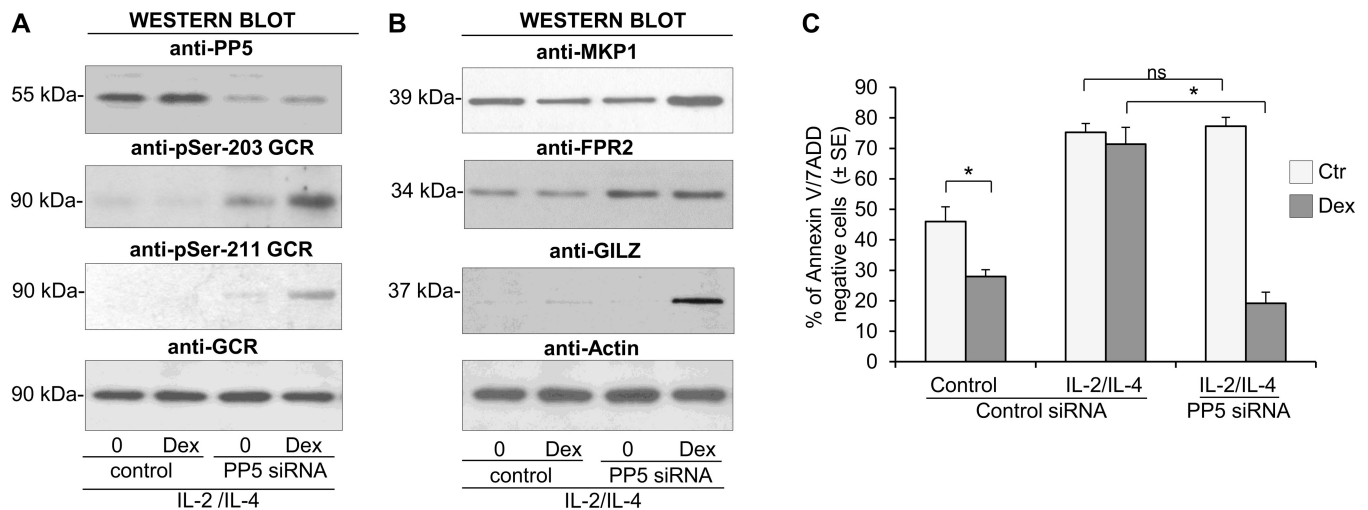 A
WESTERN BLOT
anti-PP5
55 kDa-
anti-pSer-203 GCR
90 kDa-
anti-pSer-211 GCR
90 kDa-
anti-GCR
90 kDa-
0 Dex 0 Dex
control PP5 siRNA
IL-2 /IL-4
B
WESTERN BLOT
anti-MKP1
39 kDa-
anti-FPR2
34 kDa-
anti-GILZ
37 kDa-
anti-Actin
0 Dex 0 Dex
control PP5 siRNA
IL-2/IL-4
C
% of Annexin V/7ADD
negative cells (± SE)
90
80
70
60
50
40
30
20
10
0
*
ns
*
Ctr
Dex
Control IL-2/IL-4 IL-2/IL-4
Control siRNA PP5 siRNA